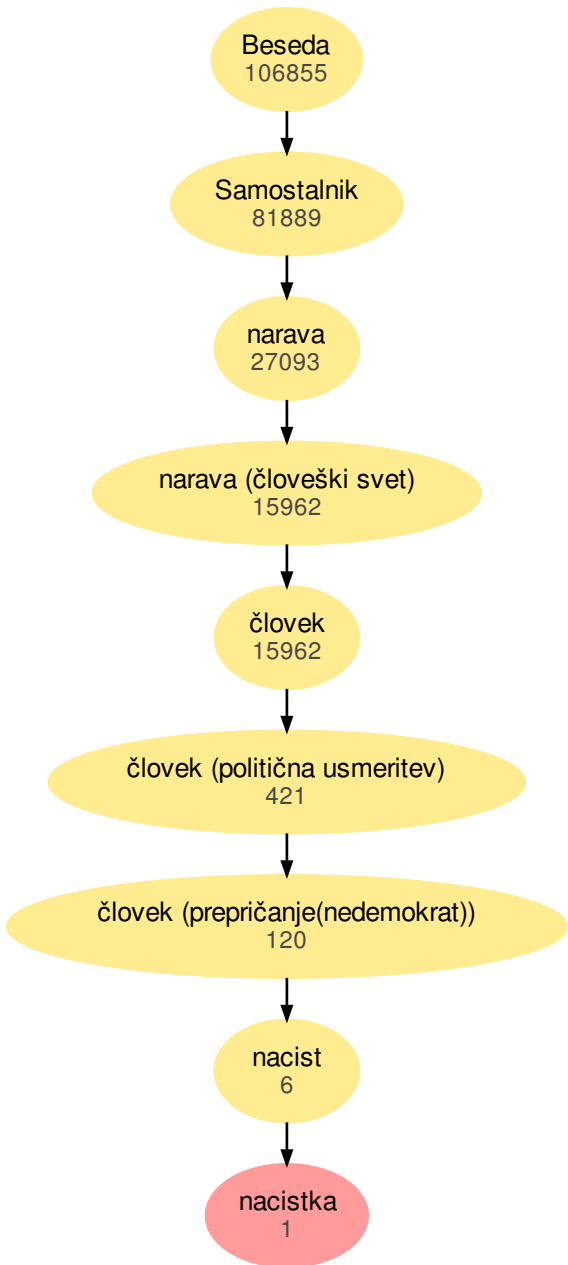 Beseda
106855
Samostalnik
81889
narava
27093
narava (človeški svet)
15962
človek
15962
človek (politična usmeritev)
421
človek (prepričanje(nedemokrat))
120
nacist
6
nacistka
1